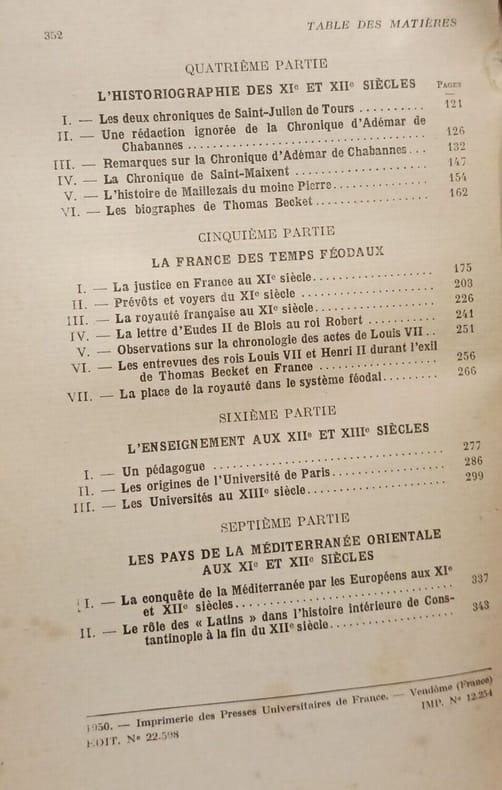 352
TABLE DES MATIÈRES
QUATRIÈME PARTIE
L'HISTORIOGRAPHIE DES XIe ET XIIe SIÈCLES
Pages
I. — Les deux chroniques de Saint-Julien de Tours .......... 121
II. — Une rédaction ignorée de la Chronique d'Adémar de
Chabannes .......... 126
III. — Remarques sur la Chronique d'Adémar de Chabannes... 132
IV. — La Chronique de Saint-Maixent .......... 147
V. — L'histoire de Maillezais du moine Pierre.......... 154
VI. — Les biographes de Thomas Becket.......... 162
CINQUIÈME PARTIE
LA FRANCE DES TEMPS FÉODAUX
I. — La justice en France au XIe siècle.......... 175
II. — Prévôts et voyers du XIe siècle .......... 203
III. — La royauté française au XIe siècle.......... 226
IV. — La lettre d'Eudes II de Blois au roi Robert .......... 241
V. — Observations sur la chronologie des actes de Louis VII.. 251
VI. — Les entrevues des rois Louis VII et Henri II durant l'exil
de Thomas Becket en France .......... 256
VII. — La place de la royauté dans le système féodal......... 266
SIXIÈME PARTIE
L'ENSEIGNEMENT AUX XIIe ET XIIIe SIÈCLES
I. — Un pédagogue .......... 277
II. — Les origines de l'Université de Paris.......... 286
III. — Les Universités au XIIIe siècle.......... 299
SEPTIÈME PARTIE
LES PAYS DE LA MÉDITERRANÉE ORIENTALE
AUX XIe ET XIIe SIÈCLES
I. — La conquête de la Méditerranée par les Européens aux XIe
et XIIe siècles.......... 337
II. — Le rôle des « Latins » dans l'histoire intérieure de Cons-
tantinople à la fin du XIIe siècle.......... 343
1950. — Imprimerie des Presses Universitaires de France. — Vendôme (France)
EDIT. N° 22.598
IMP. N° 12.254